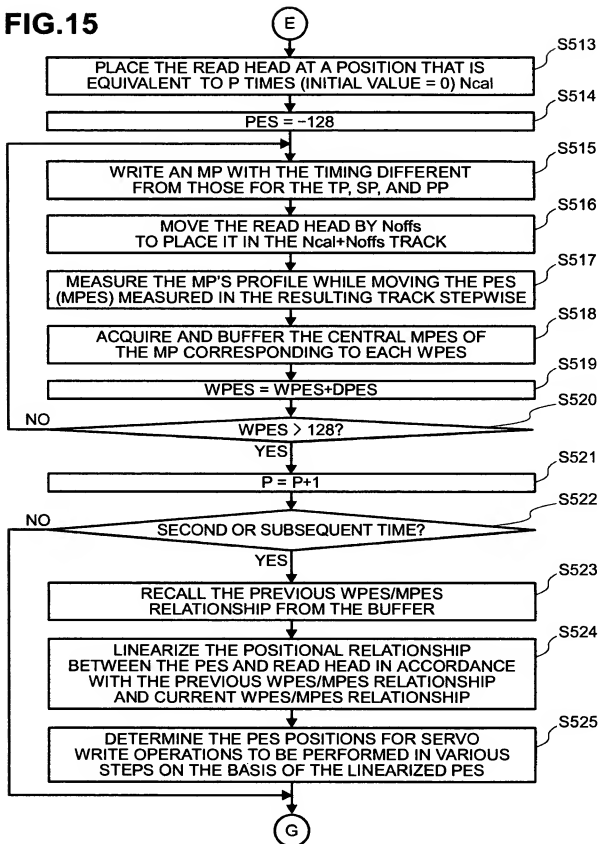 FIG.15
E
S513
PLACE THE READ HEAD AT A POSITION THAT IS
EQUIVALENT TO P TIMES (INITIAL VALUE = 0) Ncal
S514
PES = −128
S515
WRITE AN MP WITH THE TIMING DIFFERENT
FROM THOSE FOR THE TP, SP, AND PP
S516
MOVE THE READ HEAD BY Noffs
TO PLACE IT IN THE Ncal+Noffs TRACK
S517
MEASURE THE MP'S PROFILE WHILE MOVING THE PES
(MPES) MEASURED IN THE RESULTING TRACK STEPWISE
S518
ACQUIRE AND BUFFER THE CENTRAL MPES OF
THE MP CORRESPONDING TO EACH WPES
S519
WPES = WPES+DPES
S520
NO
WPES > 128?
YES
S521
P = P+1
S522
NO
SECOND OR SUBSEQUENT TIME?
YES
S523
RECALL THE PREVIOUS WPES/MPES
RELATIONSHIP FROM THE BUFFER
S524
LINEARIZE THE POSITIONAL RELATIONSHIP
BETWEEN THE PES AND READ HEAD IN ACCORDANCE
WITH THE PREVIOUS WPES/MPES RELATIONSHIP
AND CURRENT WPES/MPES RELATIONSHIP
S525
DETERMINE THE PES POSITIONS FOR SERVO
WRITE OPERATIONS TO BE PERFORMED IN VARIOUS
STEPS ON THE BASIS OF THE LINEARIZED PES
G